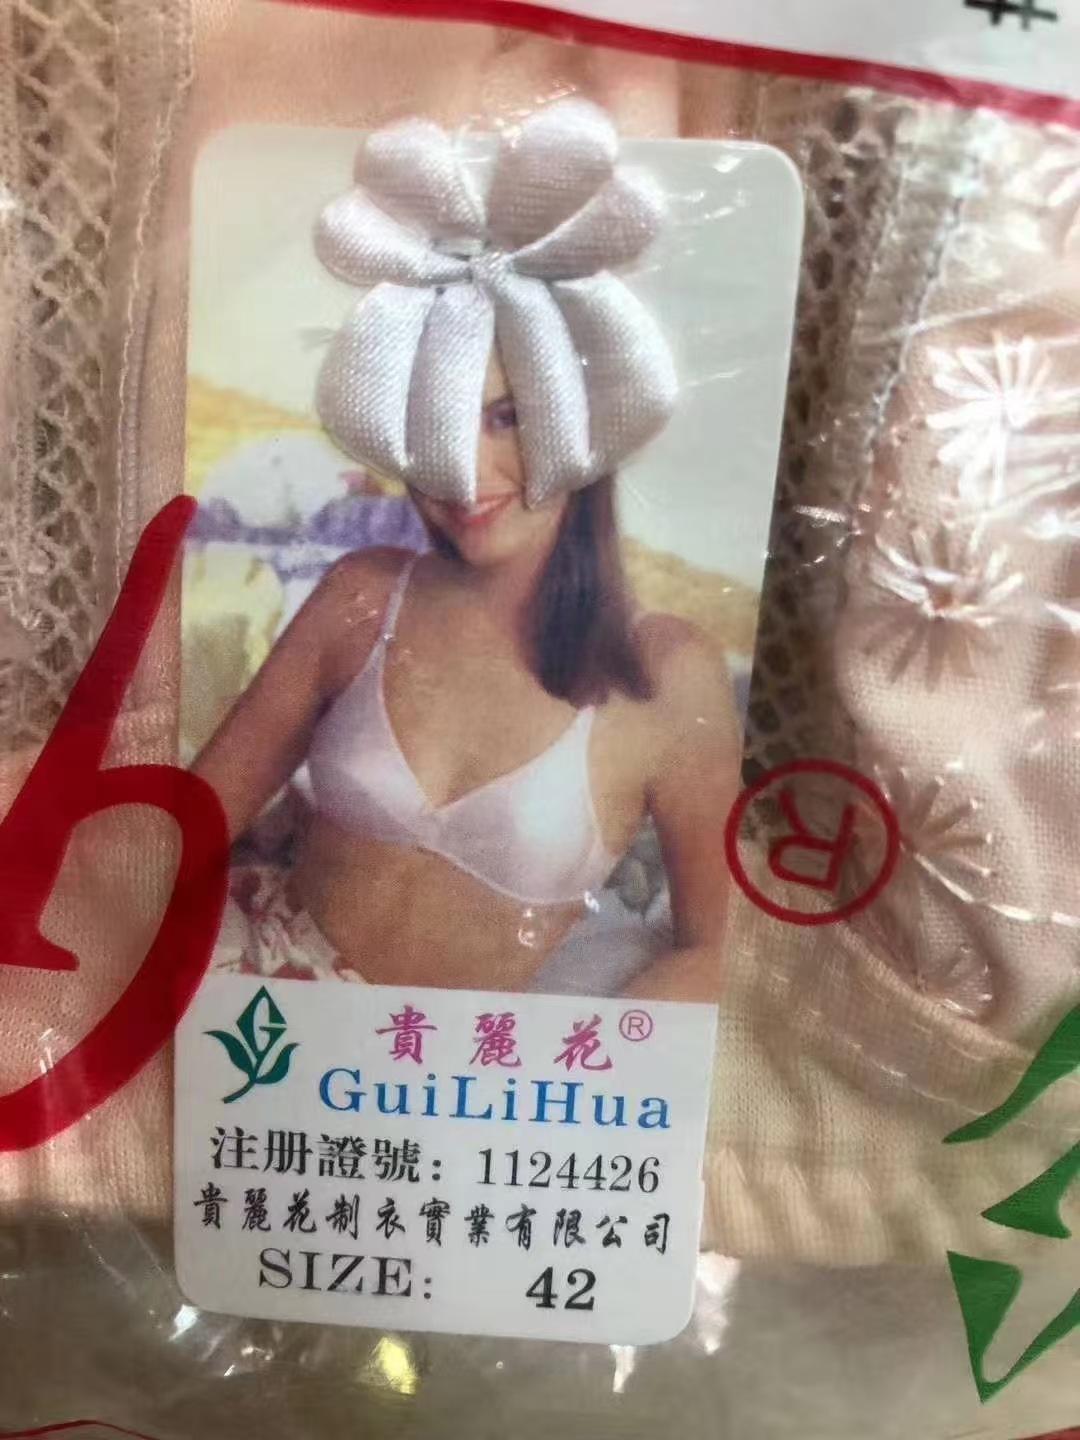 貴麗花®
GuiLiHua
注册證號: 1124426
貴麗花制衣實業有限公司
SIZE: 42
®